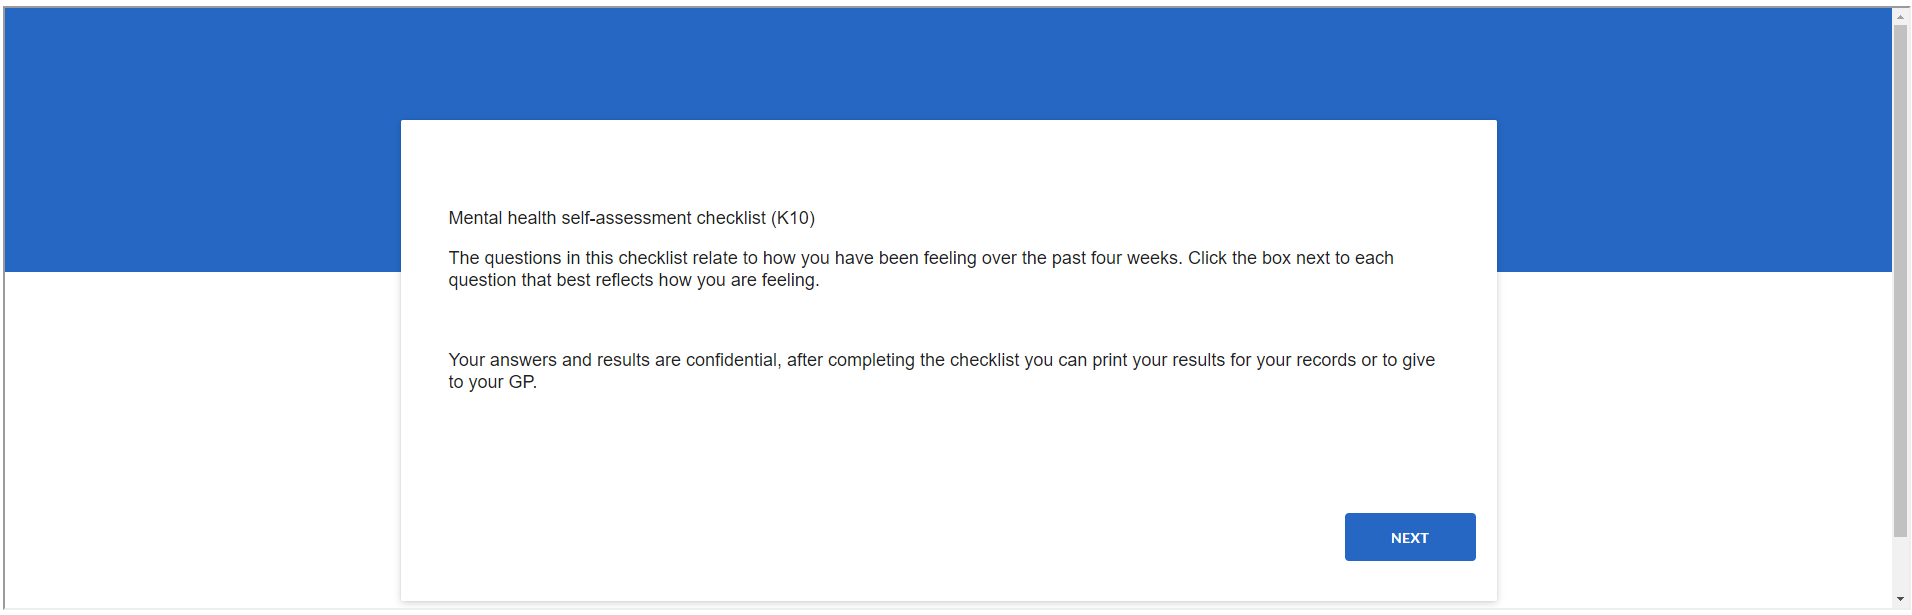 Mental health self-assessment checklist (K10)
The questions in this checklist relate to how you have been feeling over the past four weeks. Click the box next to each
question that best reflects how you are feeling.
Your answers and results are confidential, after completing the checklist you can print your results for your records or to give
to your GP.
NEXT